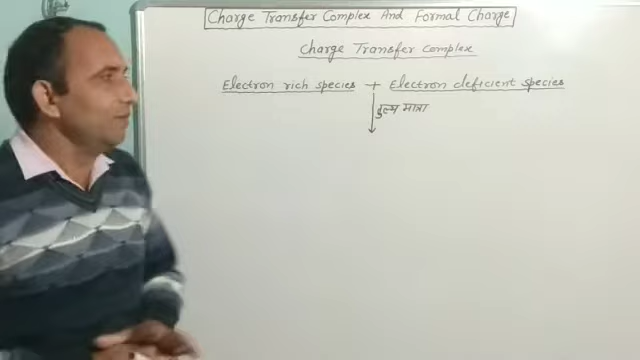 Charge Transfer Complex And Formal Charge
Charge Transfer Complex
Electron rich species + Electron deficient species
तुल्य मात्रा